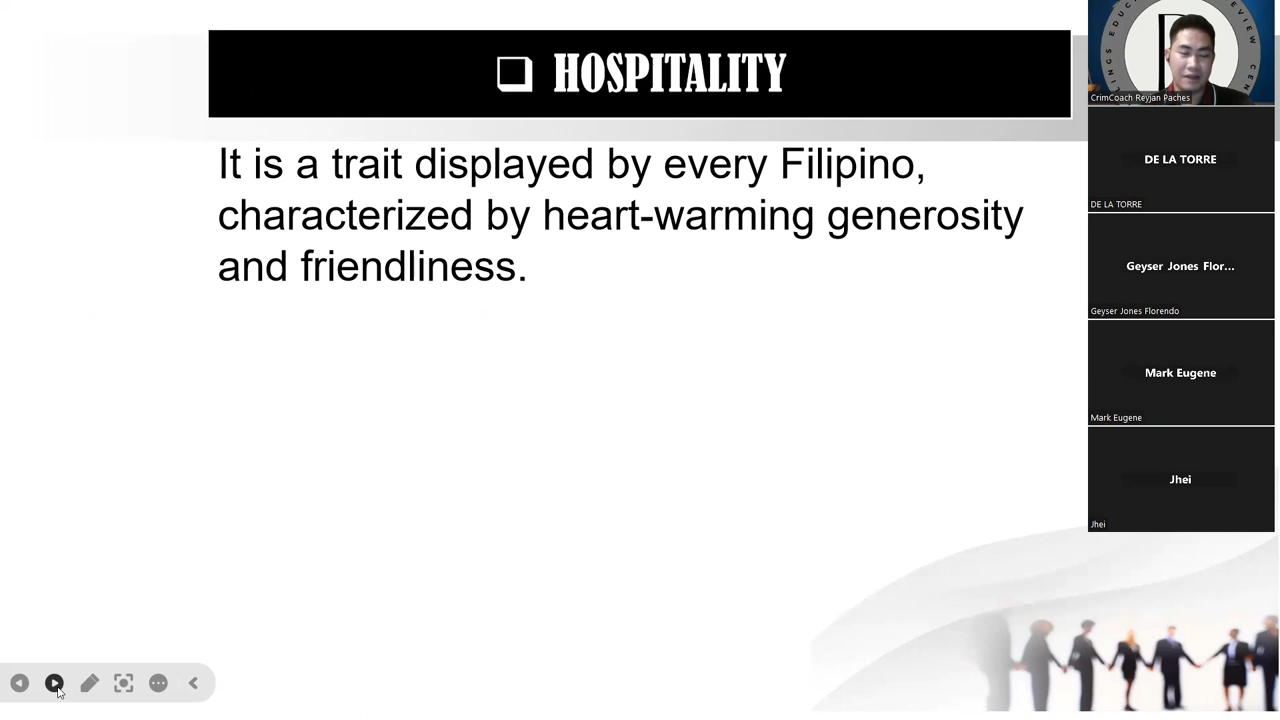 HOSPITALITY
It is a trait displayed by every Filipino,
characterized by heart-warming generosity
and friendliness.
CrimCoach Reyjan Paches
DE LA TORRE
DE LA TORRE
Geyser Jones Flor...
Geyser Jones Florendo
Mark Eugene
Mark Eugene
Jhei
Jhei